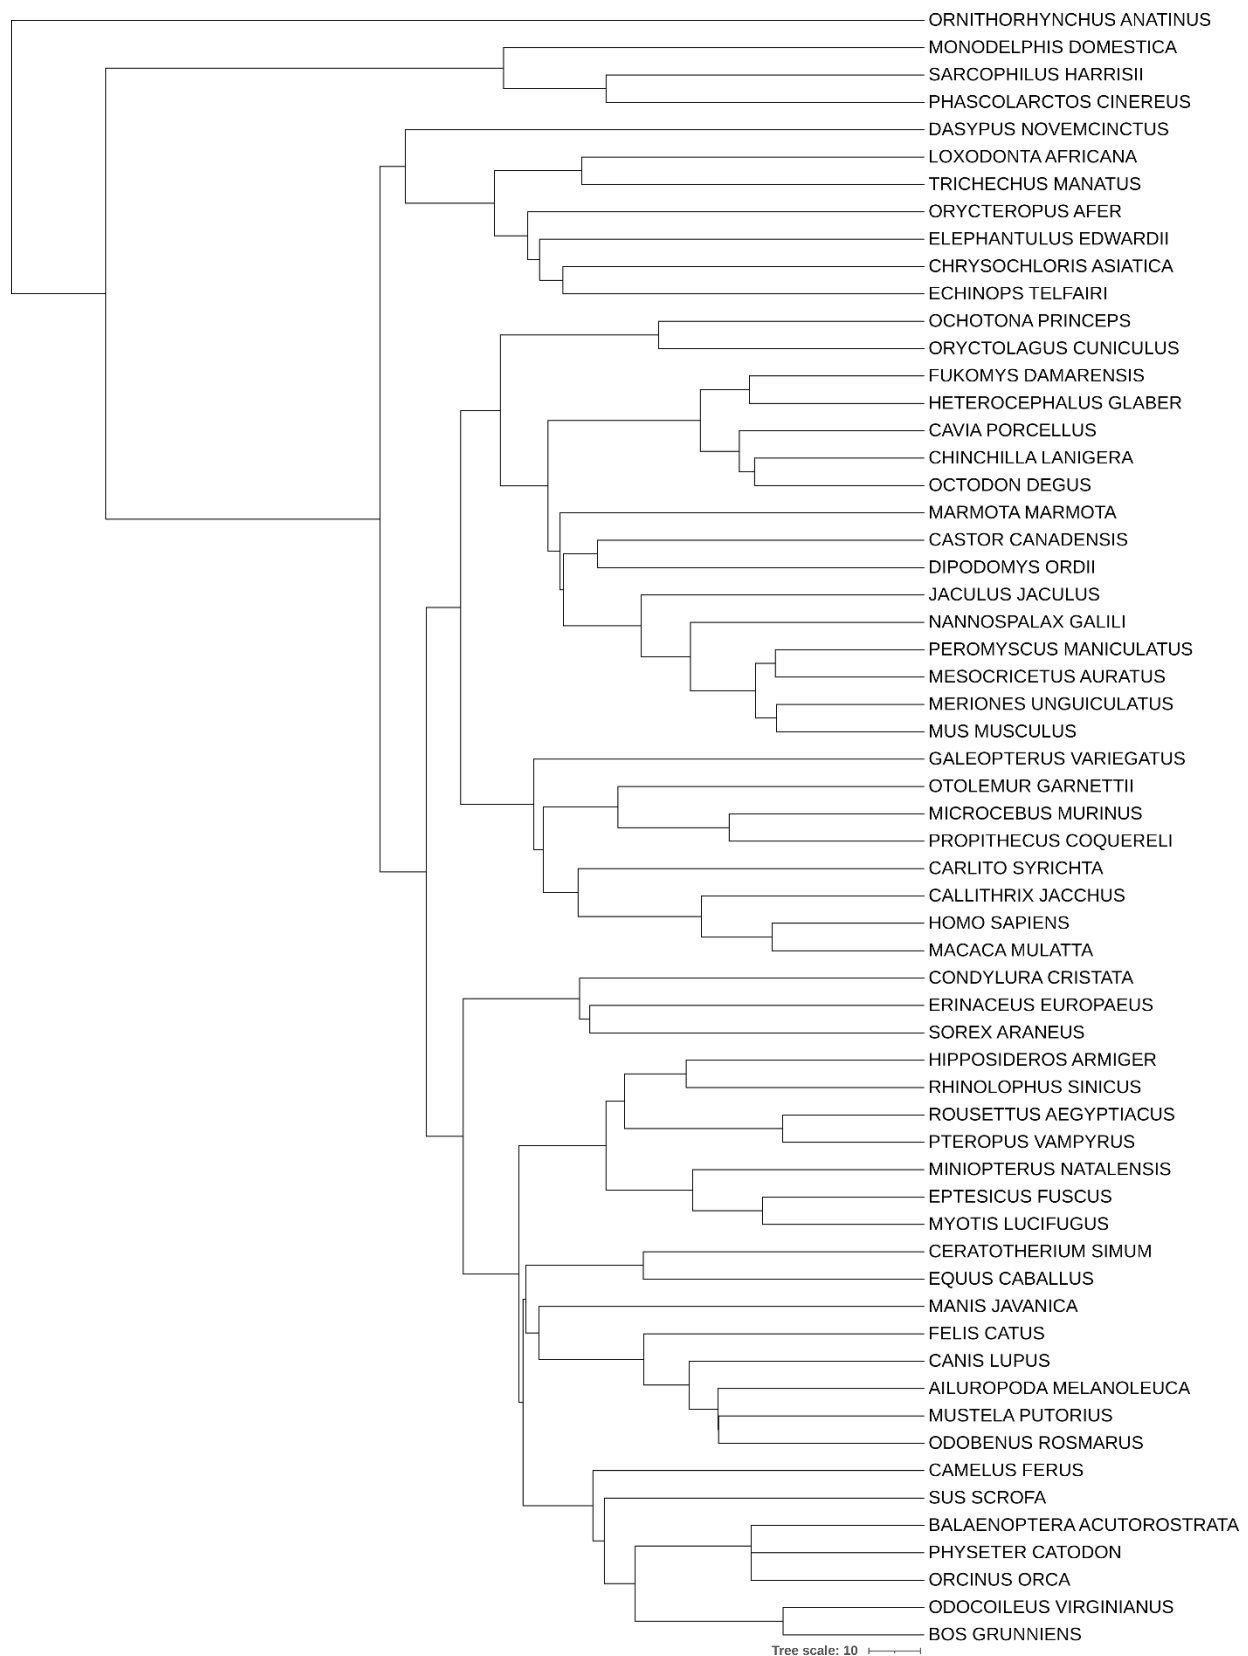 ORNITHORHYNCHUS ANATINUS
MONODELPHIS DOMESTICA
SARCOPHILUS HARRISII
PHASCOLARCTOS CINEREUS
DASYPUS NOVEMCINCTUS
LOXODONTA AFRICANA
TRICHECHUS MANATUS
ORYCTEROPUS AFER
ELEPHANTULUS EDWARDII
CHRYSOCHLORIS ASIATICA
ECHINOPS TELFAIRI
OCHOTONA PRINCEPS
ORYCTOLAGUS CUNICULUS
FUKOMYS DAMARENSIS
HETEROCEPHALUS GLABER
CAVIA PORCELLUS
CHINCHILLA LANIGERA
OCTODON DEGUS
MARMOTA MARMOTA
CASTOR CANADENSIS
DIPODOMYS ORDII
JACULUS JACULUS
NANNOSPALAX GALILI
PEROMYSCUS MANICULATUS
MESOCRICETUS AURATUS
MERIONES UNGUICULATUS
MUS MUSCULUS
GALEOPTERUS VARIEGATUS
OTOLEMUR GARNETTII
MICROCEBUS MURINUS
PROPITHECUS COQUERELI
CARLITO SYRICHTA
CALLITHRIX JACCHUS
HOMO SAPIENS
MACACA MULATTA
CONDYLURA CRISTATA
ERINACEUS EUROPAEUS
SOREX ARANEUS
HIPPOSIDEROS ARMIGER
RHINOLOPHUS SINICUS
ROUSETTUS AEGYPTIACUS
PTEROPUS VAMPYRUS
MINIOPTERUS NATALENSIS
EPTESICUS FUSCUS
MYOTIS LUCIFUGUS
CERATOTHERIUM SIMUM
EQUUS CABALLUS
MANIS JAVANICA
FELIS CATUS
CANIS LUPUS
AILUROPODA MELANOLEUCA
MUSTELA PUTORIUS
ODOBENUS ROSMARUS
CAMELUS FERUS
SUS SCROFA
BALAENOPTERA ACUTOROSTRATA
PHYSETER CATODON
ORCINUS ORCA
ODOCOILEUS VIRGINIANUS
BOS GRUNNIENS
Tree scale: 10